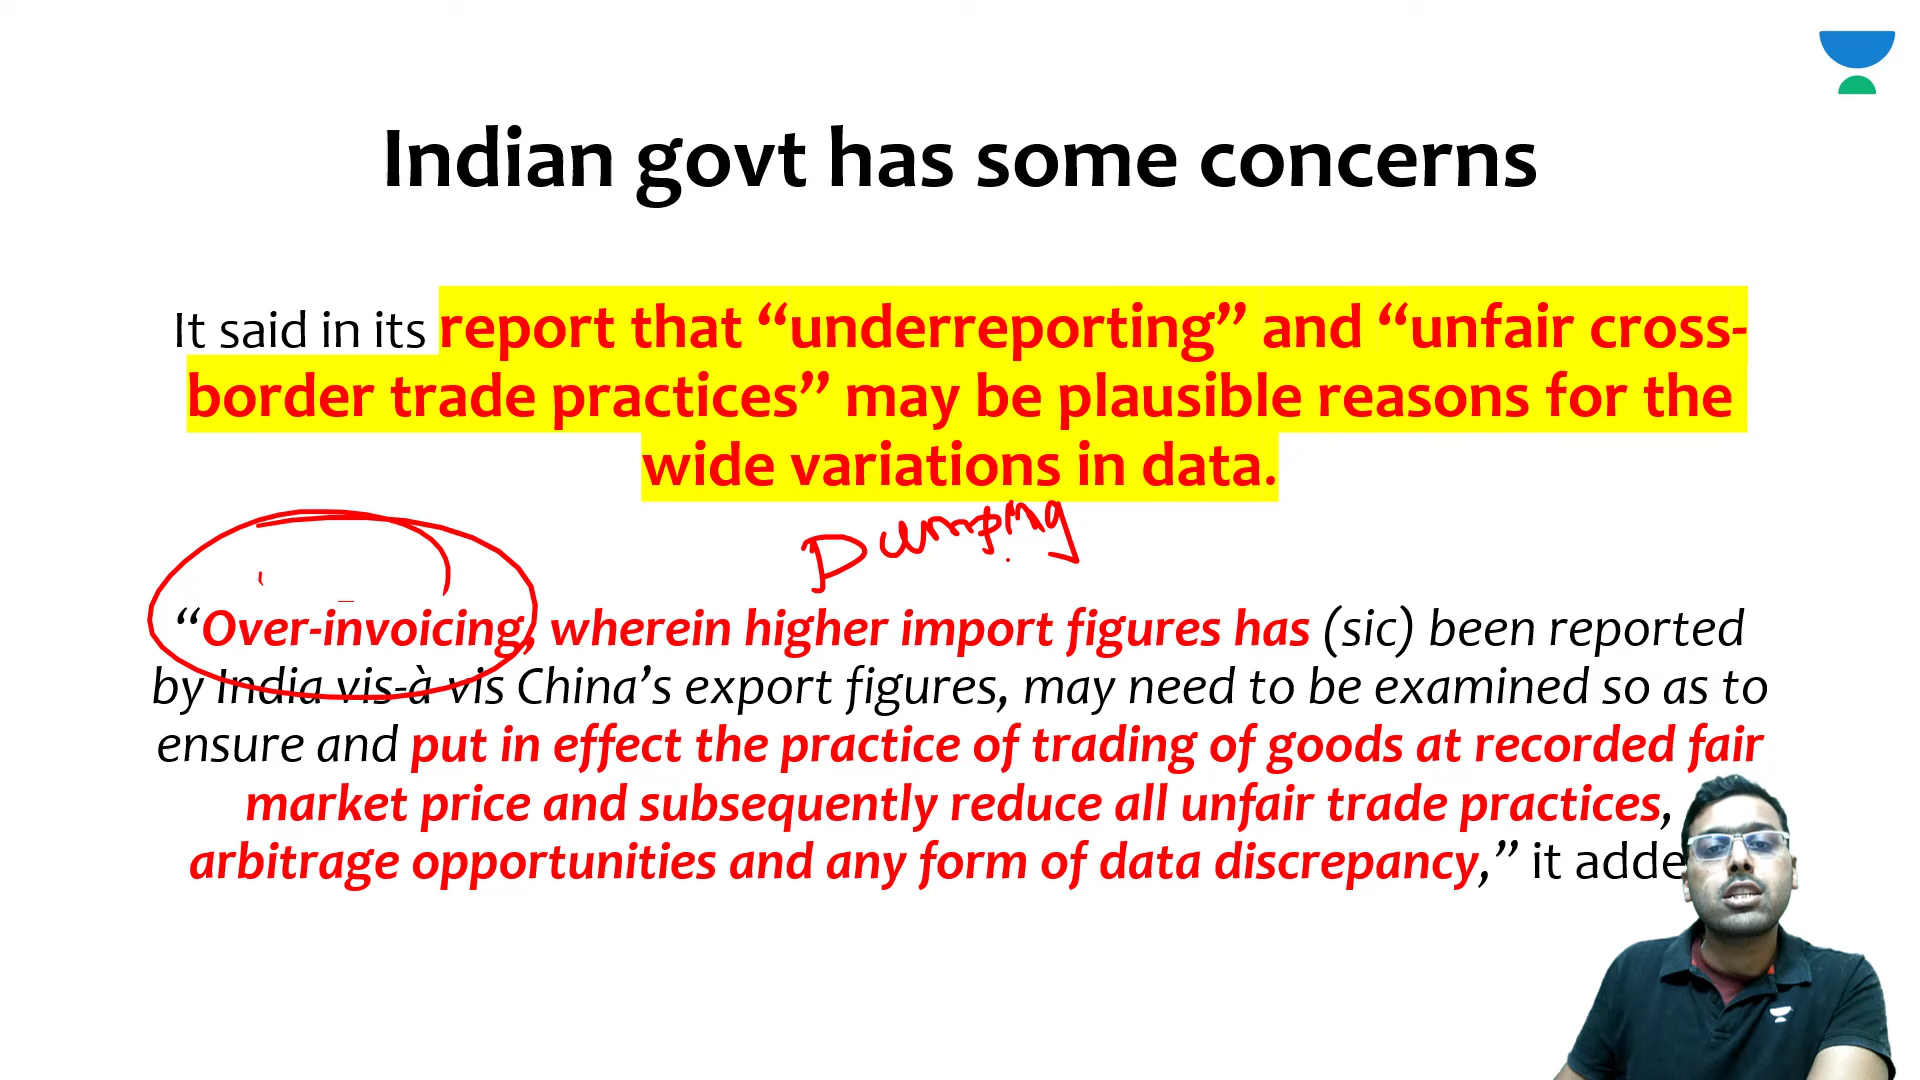 Indian govt has some concerns
It said in its report that “underreporting” and “unfair cross-
border trade practices” may be plausible reasons for the
wide variations in data.
Dumping
“Over-invoicing, wherein higher import figures has (sic) been reported
by India vis-à vis China’s export figures, may need to be examined so as to
ensure and put in effect the practice of trading of goods at recorded fair
market price and subsequently reduce all unfair trade practices,
arbitrage opportunities and any form of data discrepancy,” it adde